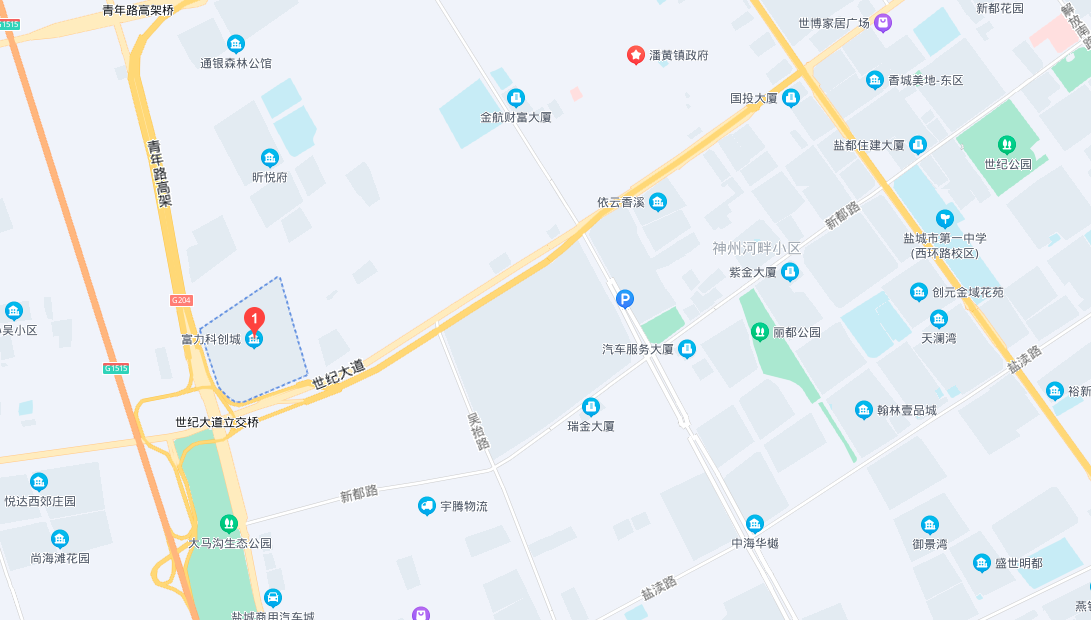 青年路高架桥
新都花园
解放南路
世博家居广场
G1515
通银森林公馆
潘黄镇政府
香城美地-东区
国投大厦
金航财富大厦
盐都住建大厦
世纪公园
青年路高架
昕悦府
依云香溪
新都路
盐城市第一中学
(西环路校区)
神州河畔小区
紫金大厦
创元金域花苑
G204
吴小区
1
富力科创城
P
丽都公园
天澜湾
汽车服务大厦
G1515
世纪大道
盐渎路
裕新
世纪大道立交桥
吴抬路
瑞金大厦
翰林壹品城
悦达西郊庄园
新都路
宇腾物流
大马沟生态公园
尚海滩花园
中海华樾
御景湾
盛世明都
盐渎路
盐城商用汽车城